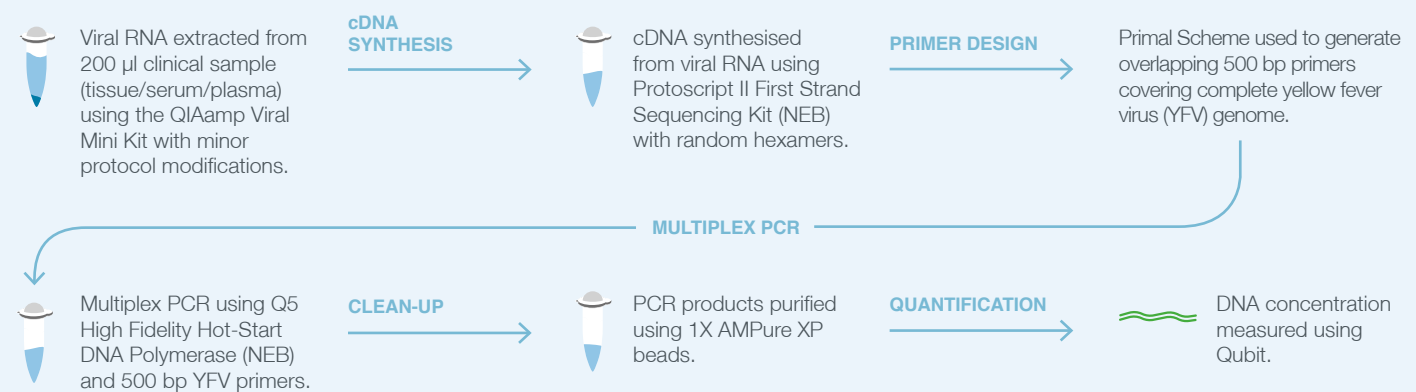 Viral RNA extracted from
200 µl clinical sample
(tissue/serum/plasma)
using the QIAamp Viral
Mini Kit with minor
protocol modifications.
cDNA
SYNTHESIS
cDNA synthesised
from viral RNA using
Protoscript II First Strand
Sequencing Kit (NEB)
with random hexamers.
PRIMER DESIGN
Primal Scheme used to generate
overlapping 500 bp primers
covering complete yellow fever
virus (YFV) genome.
MULTIPLEX PCR
Multiplex PCR using Q5
High Fidelity Hot-Start
DNA Polymerase (NEB)
and 500 bp YFV primers.
CLEAN-UP
PCR products purified
using 1X AMPure XP
beads.
QUANTIFICATION
DNA concentration
measured using
Qubit.